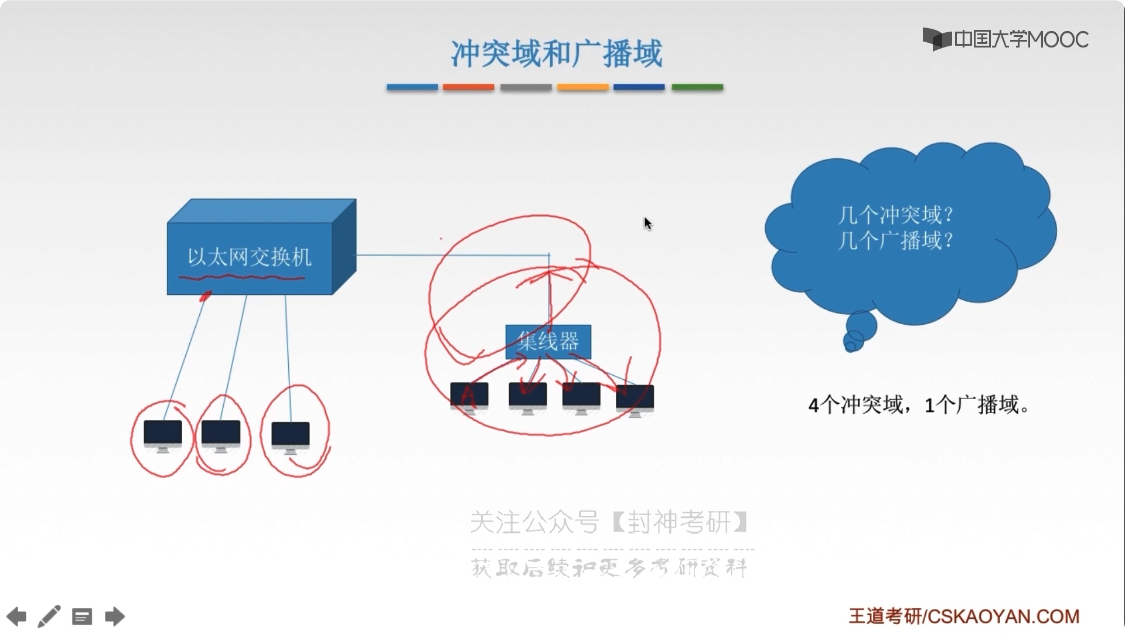 冲突域和广播域
中国大学MOOC
以太网交换机
几个冲突域？
几个广播域？
集线器
4个冲突域，1个广播域。
关注公众号【封神考研】
获取后续和更多考研资料
王道考研/CSKAOYAN.COM